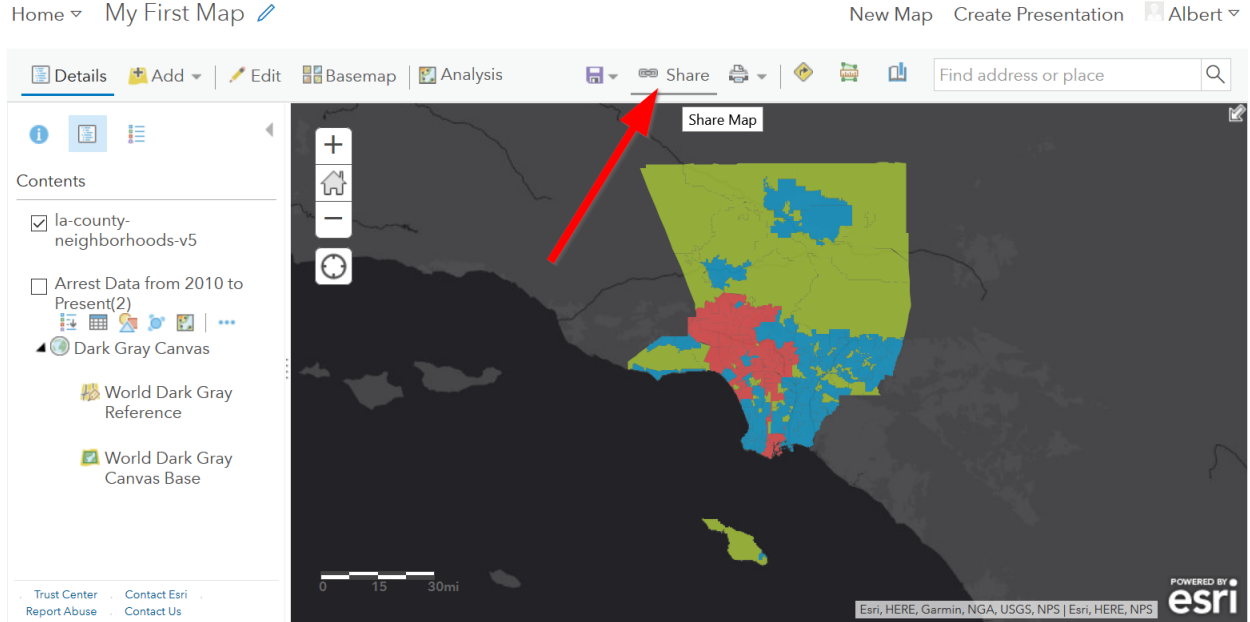 Home My First Map New Map Create Presentation Albert
Details Add Edit Basemap Analysis Share Find address or place
Share Map
Contents
la-county-
neighborhoods-v5
Arrest Data from 2010 to
Present(2)
Dark Gray Canvas
World Dark Gray
Reference
World Dark Gray
Canvas Base
0 15 30mi
Trust Center Contact Esri
Report Abuse Contact Us
Esri, HERE, Garmin, NGA, USGS, NPS | Esri, HERE, NPS
POWERED BY
esri